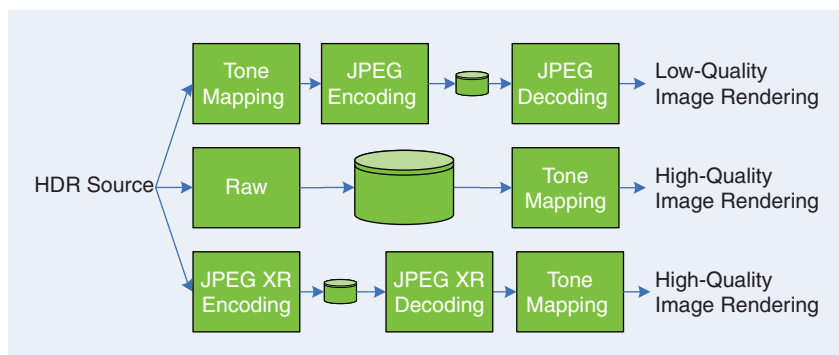 HDR Source
Tone
Mapping
JPEG
Encoding
JPEG
Decoding
Low-Quality
Image Rendering
Raw
Tone
Mapping
High-Quality
Image Rendering
JPEG XR
Encoding
JPEG XR
Decoding
Tone
Mapping
High-Quality
Image Rendering